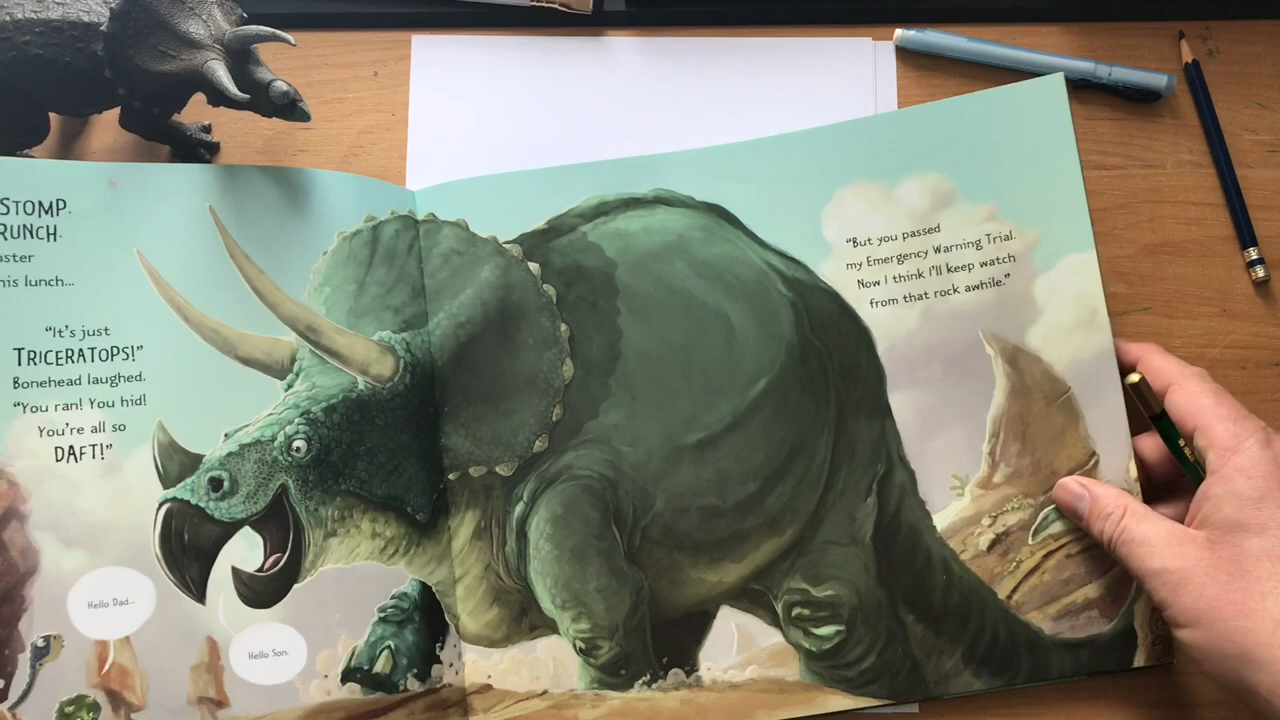 STOMP.
RUNCH.
oster
his lunch...
“It’s just
TRICERATOPS!”
Bonehead laughed.
“You ran! You hid!
You’re all so
DAFT!”
Hello Dad...
Hello Son.
“But you passed
my Emergency Warning Trial.
Now I think I’ll keep watch
from that rock awhile.”